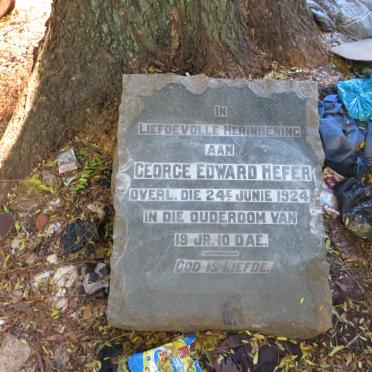 IN
LIEFDEVOLLE HERINNERING
AAN
GEORGE EDWARD HEFER
OVERL. DIE 24E JUNIE 1924
IN DIE OUDERDOM VAN
19 JR. 10 DAE.
GOD IS LIEFDE.